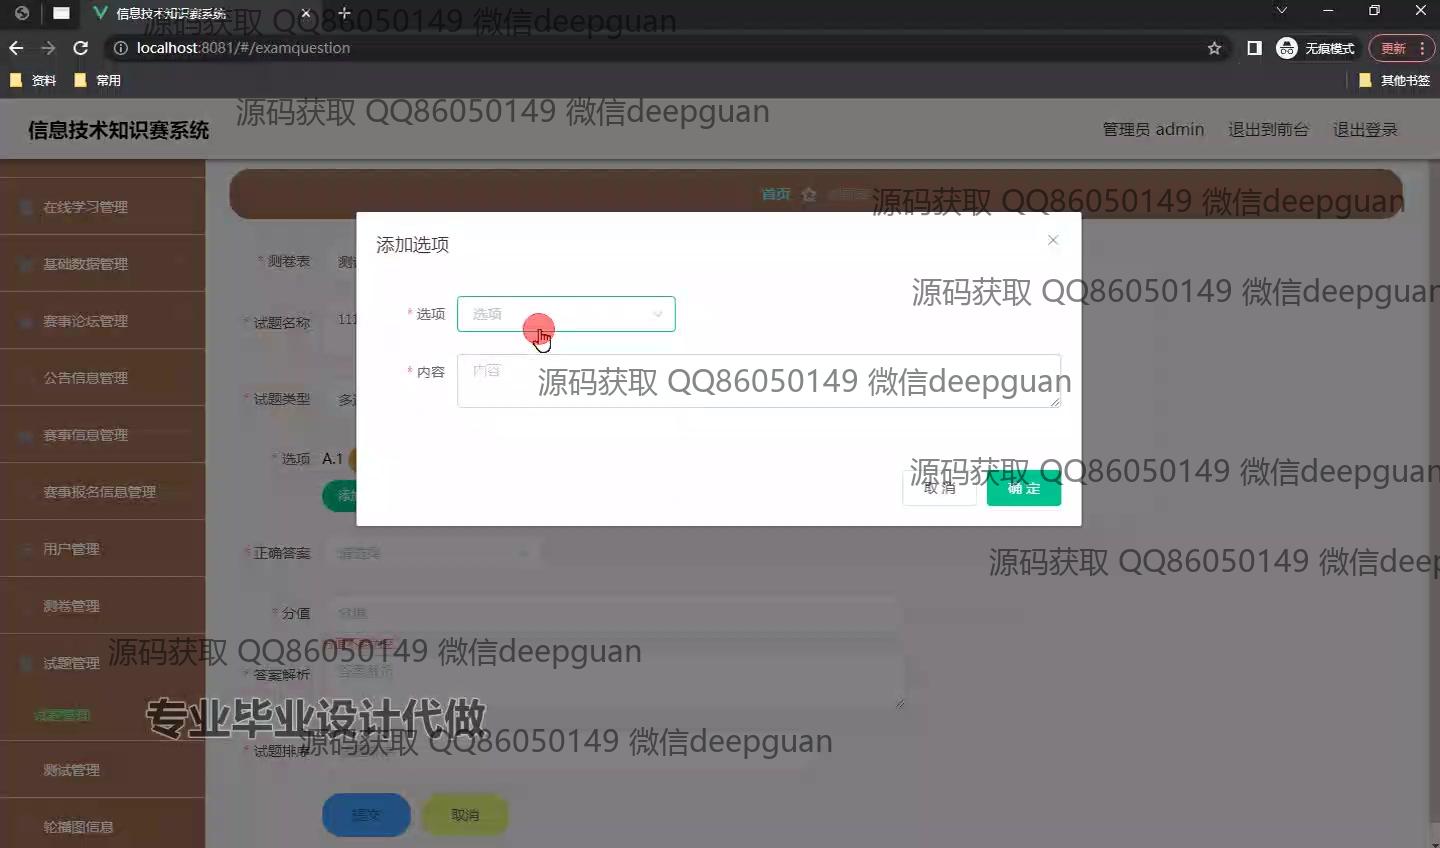 信息技术知识赛系统
源码获取 QQ86050149 微信deepguan
localhost:8081/#/examquestion
无痕模式
更新
资料
常用
其他书签
源码获取 QQ86050149 微信deepguan
信息技术知识赛系统
管理员 admin
退出到前台
退出登录
首页
源码获取 QQ86050149 微信deepguan
在线学习管理
基础数据管理
赛事论坛管理
公告信息管理
赛事信息管理
赛事报名信息管理
用户管理
测卷管理
试题管理
试题管理
测试管理
轮播图信息
添加选项
* 测卷表
源码获取 QQ86050149 微信deepguan
* 选项
选项
* 试题名称
111
* 内容
内容
源码获取 QQ86050149 微信deepguan
* 试题类型
* 选项
A.1
源码获取 QQ86050149 微信deepguan
取 消
确 定
添加
* 正确答案
请选择
源码获取 QQ86050149 微信deep
* 分值
分值
源码获取 QQ86050149 微信deepguan
* 答案解析
答案解析
专业毕业设计代做
源码获取 QQ86050149 微信deepguan
* 试题排序
提交
取消